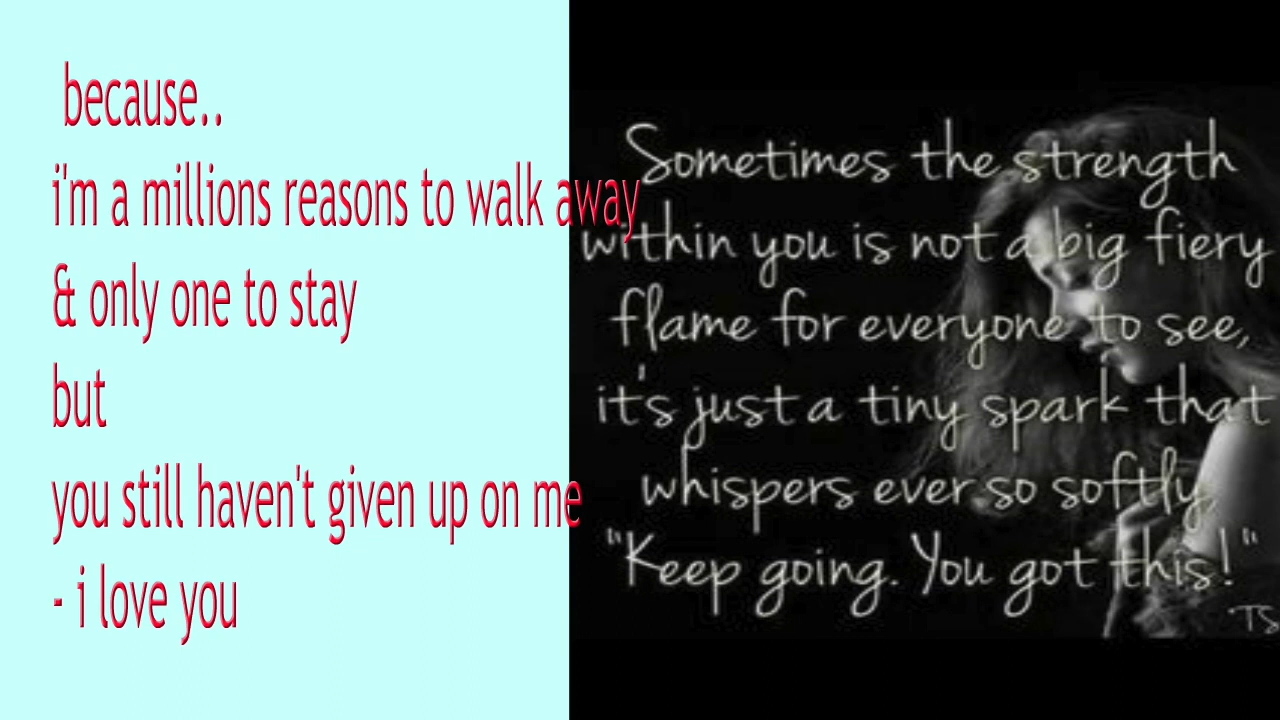 because..
i'm a millions reasons to walk away
& only one to stay
but
you still haven't given up on me
- i love you
Sometimes the strength
within you is not a big fiery
flame for everyone to see,
it's just a tiny spark that
whispers ever so softly
"Keep going. You got this!"
TS